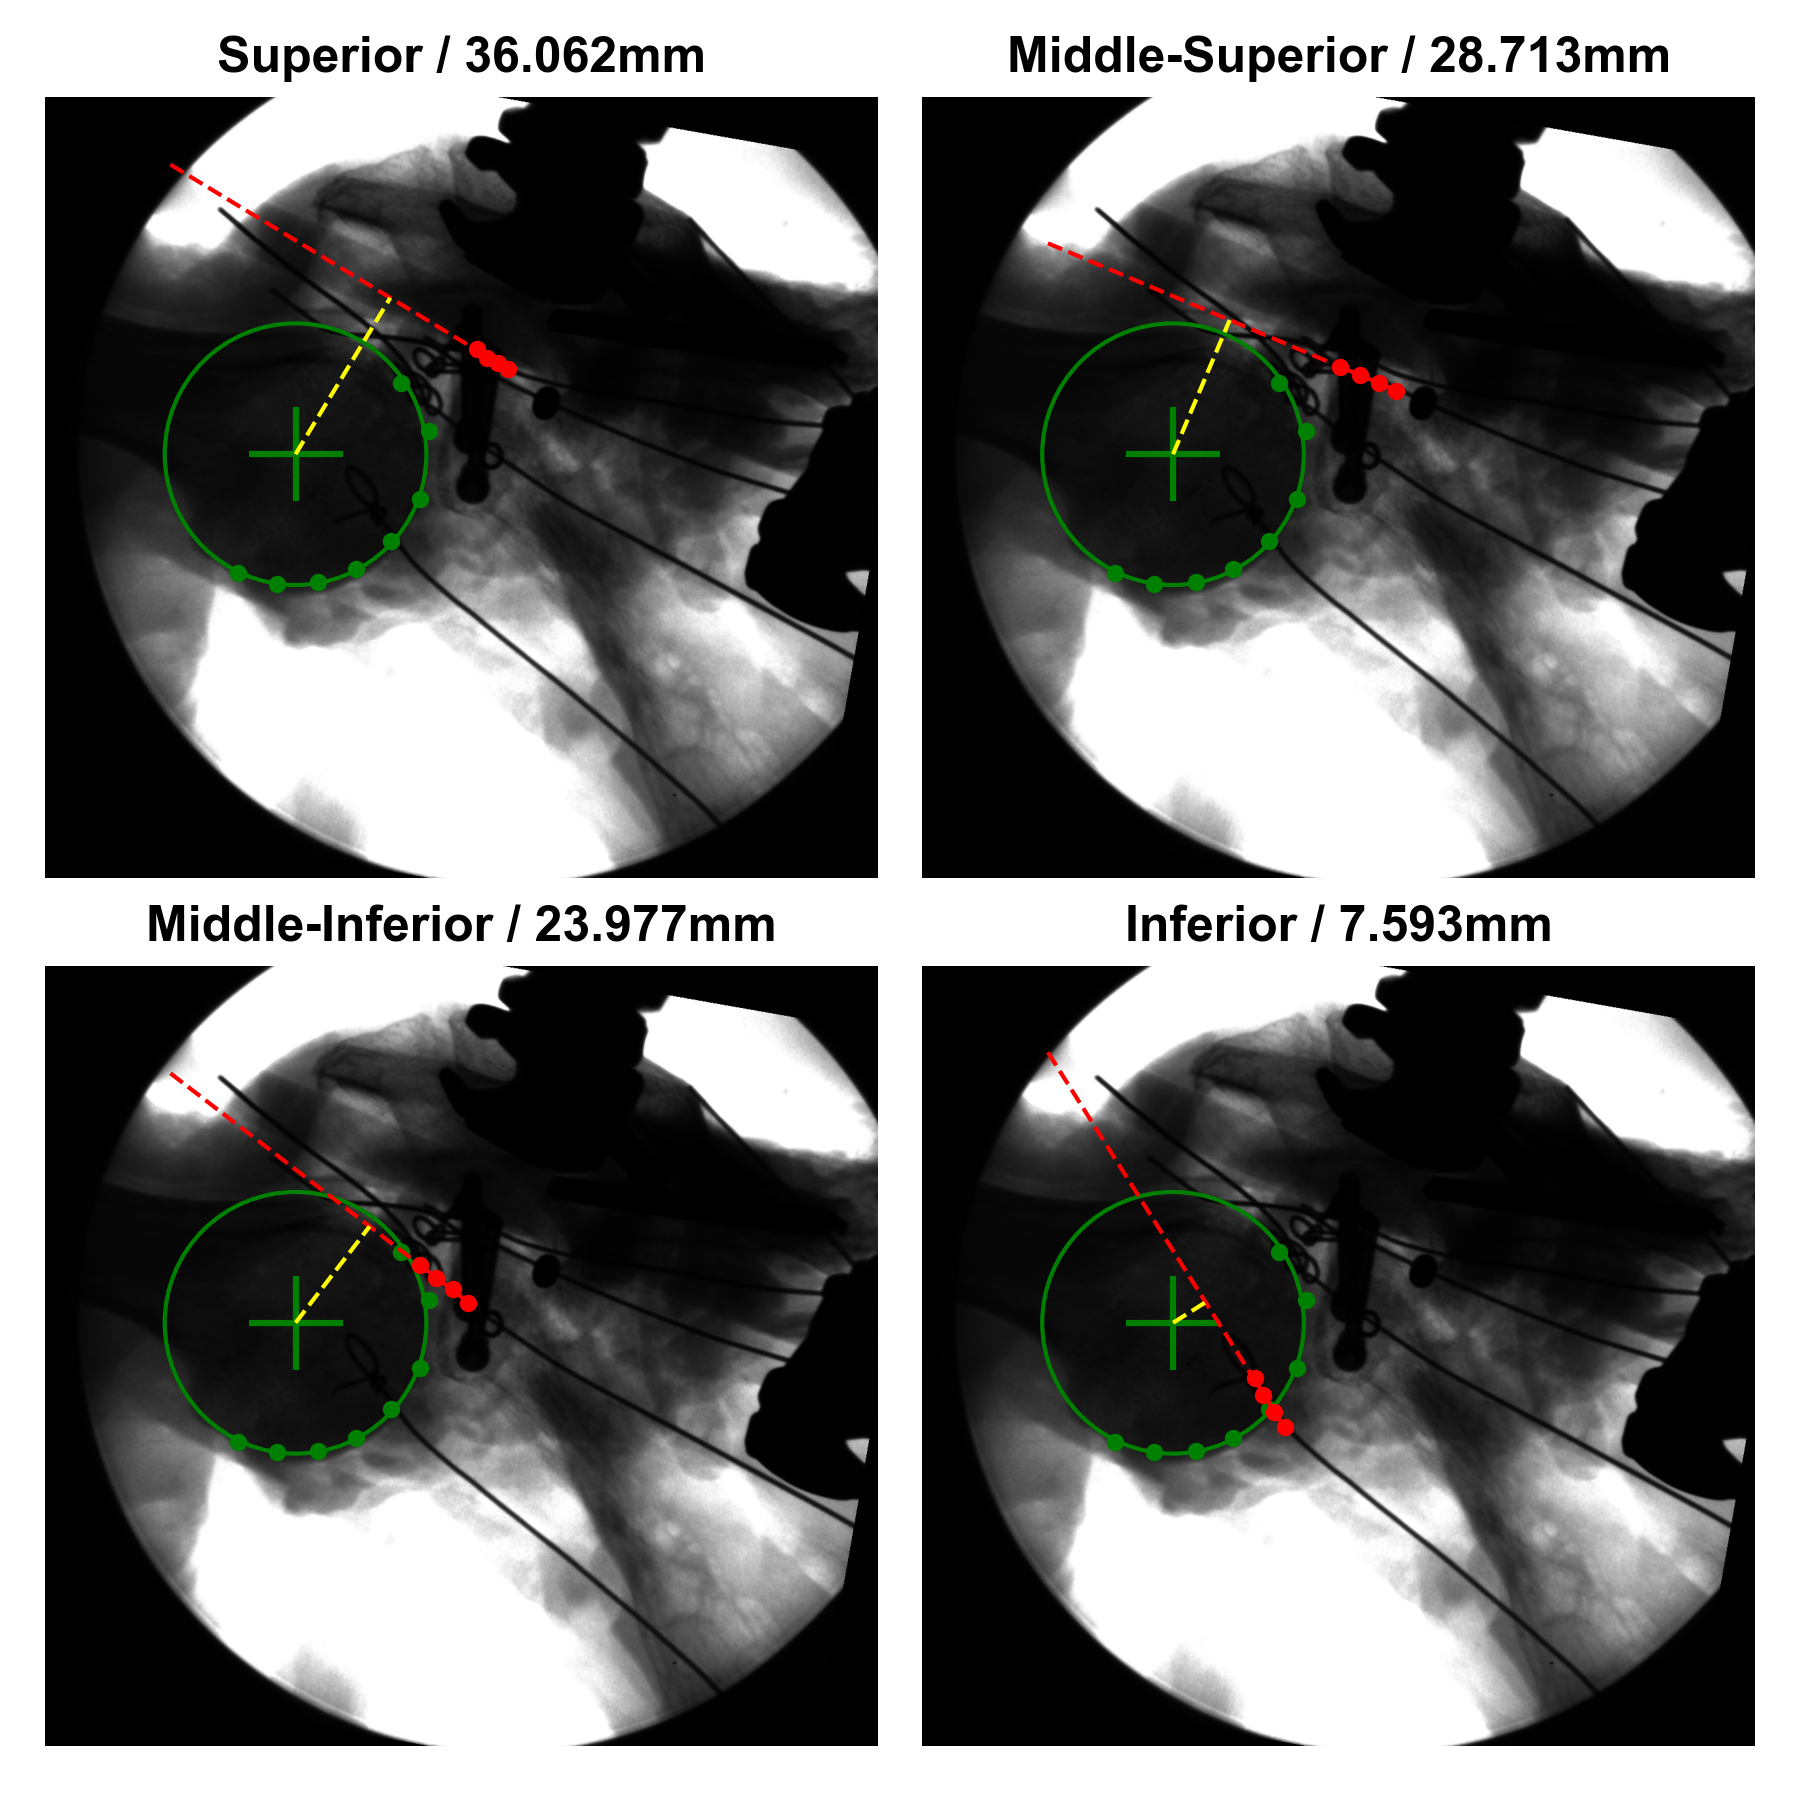 Superior / 36.062mm
Middle-Superior / 28.713mm
Middle-Inferior / 23.977mm
Inferior / 7.593mm